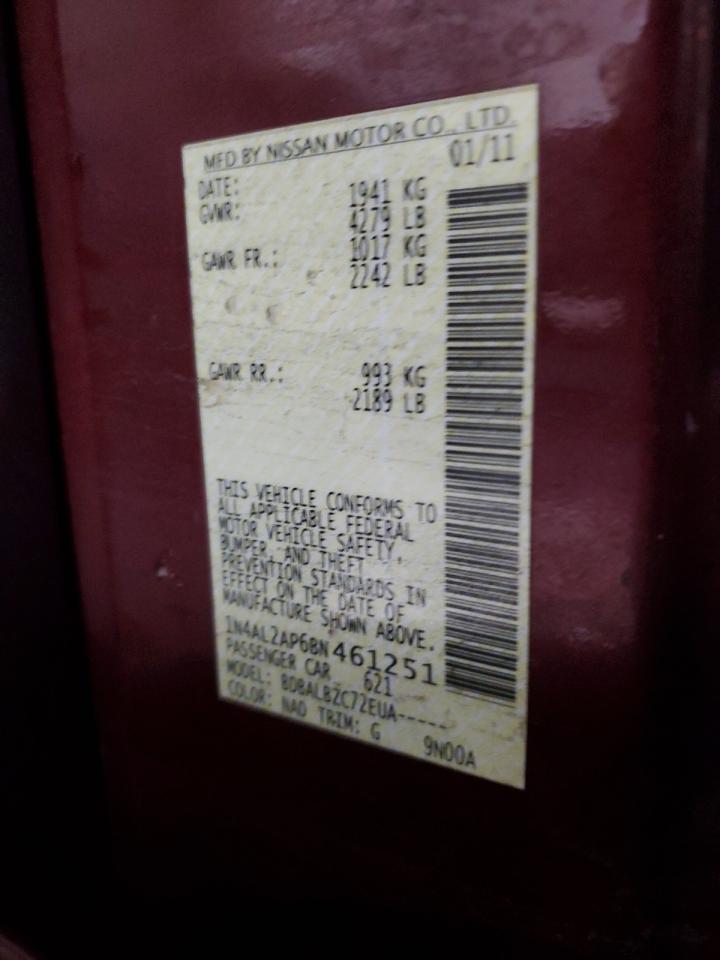 MFD BY NISSAN MOTOR CO., LTD.
DATE: 01/11
GVWR: 1941 KG
4279 LB
GAWR FR.: 1017 KG
2242 LB
GAWR RR.: 993 KG
2189 LB
THIS VEHICLE CONFORMS TO
ALL APPLICABLE FEDERAL
MOTOR VEHICLE SAFETY,
BUMPER, AND THEFT
PREVENTION STANDARDS IN
EFFECT ON THE DATE OF
MANUFACTURE SHOWN ABOVE.
1N4AL2AP6BN461251
PASSENGER CAR 621
MODEL: BDBALBZC72EUA-----
COLOR: NAO TRIM: G 9N00A